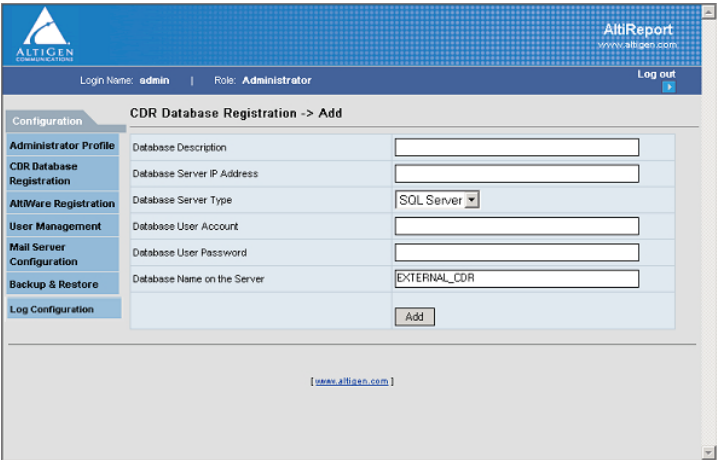 AltiReport
www.altigen.com
ALTIGEN
COMMUNICATIONS
Login Name: admin | Role: Administrator
Log out
Configuration
CDR Database Registration -> Add
Administrator Profile
CDR Database
Registration
AltiWare Registration
User Management
Mail Server
Configuration
Backup & Restore
Log Configuration
Database Description
Database Server IP Address
Database Server Type SQL Server
Database User Account
Database User Password
Database Name on the Server EXTERNAL_CDR
Add
[ www.altigen.com ]